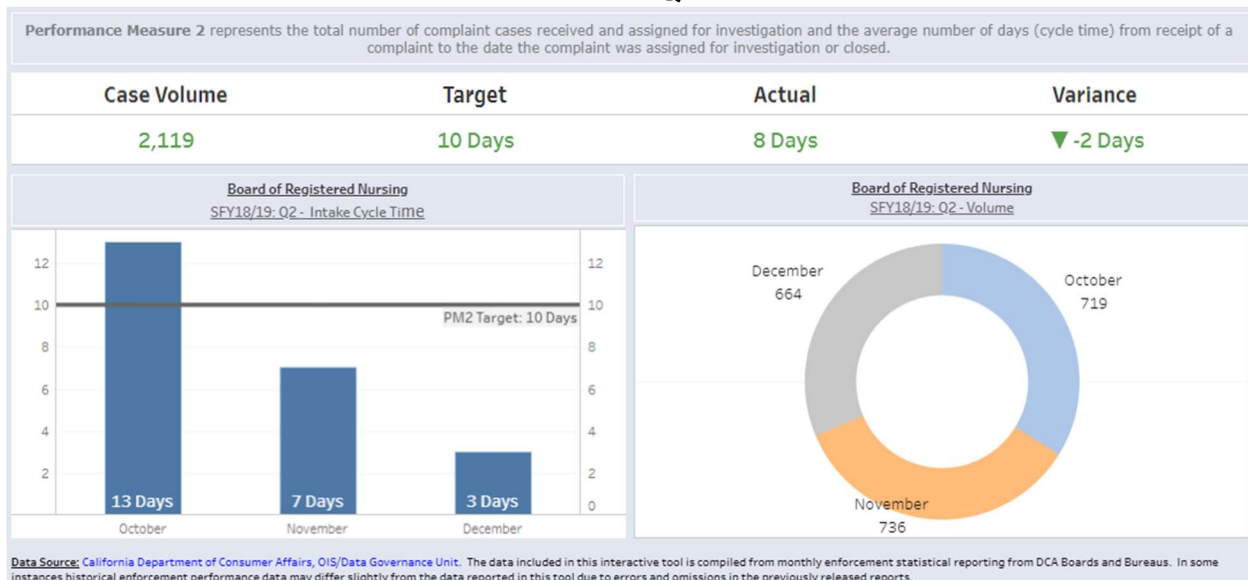 Performance Measure 2 represents the total number of complaint cases received and assigned for investigation and the average number of days (cycle time) from receipt of a
complaint to the date the complaint was assigned for investigation or closed.
Case Volume Target Actual Variance
2,119 10 Days 8 Days ▼ -2 Days
Board of Registered Nursing
SFY18/19: Q2 - Intake Cycle Time
12 12
10 10
PM2 Target: 10 Days
8 8
6 6
4 4
2 2
0
13 Days 7 Days 3 Days
October November December
Board of Registered Nursing
SFY18/19: Q2 - Volume
December
664
October
719
November
736
Data Source: California Department of Consumer Affairs, OIS/Data Governance Unit. The data included in this interactive tool is compiled from monthly enforcement statistical reporting from DCA Boards and Bureaus. In some
instances historical enforcement performance data may differ slightly from the data reported in this tool due to errors and omissions in the previously released reports.